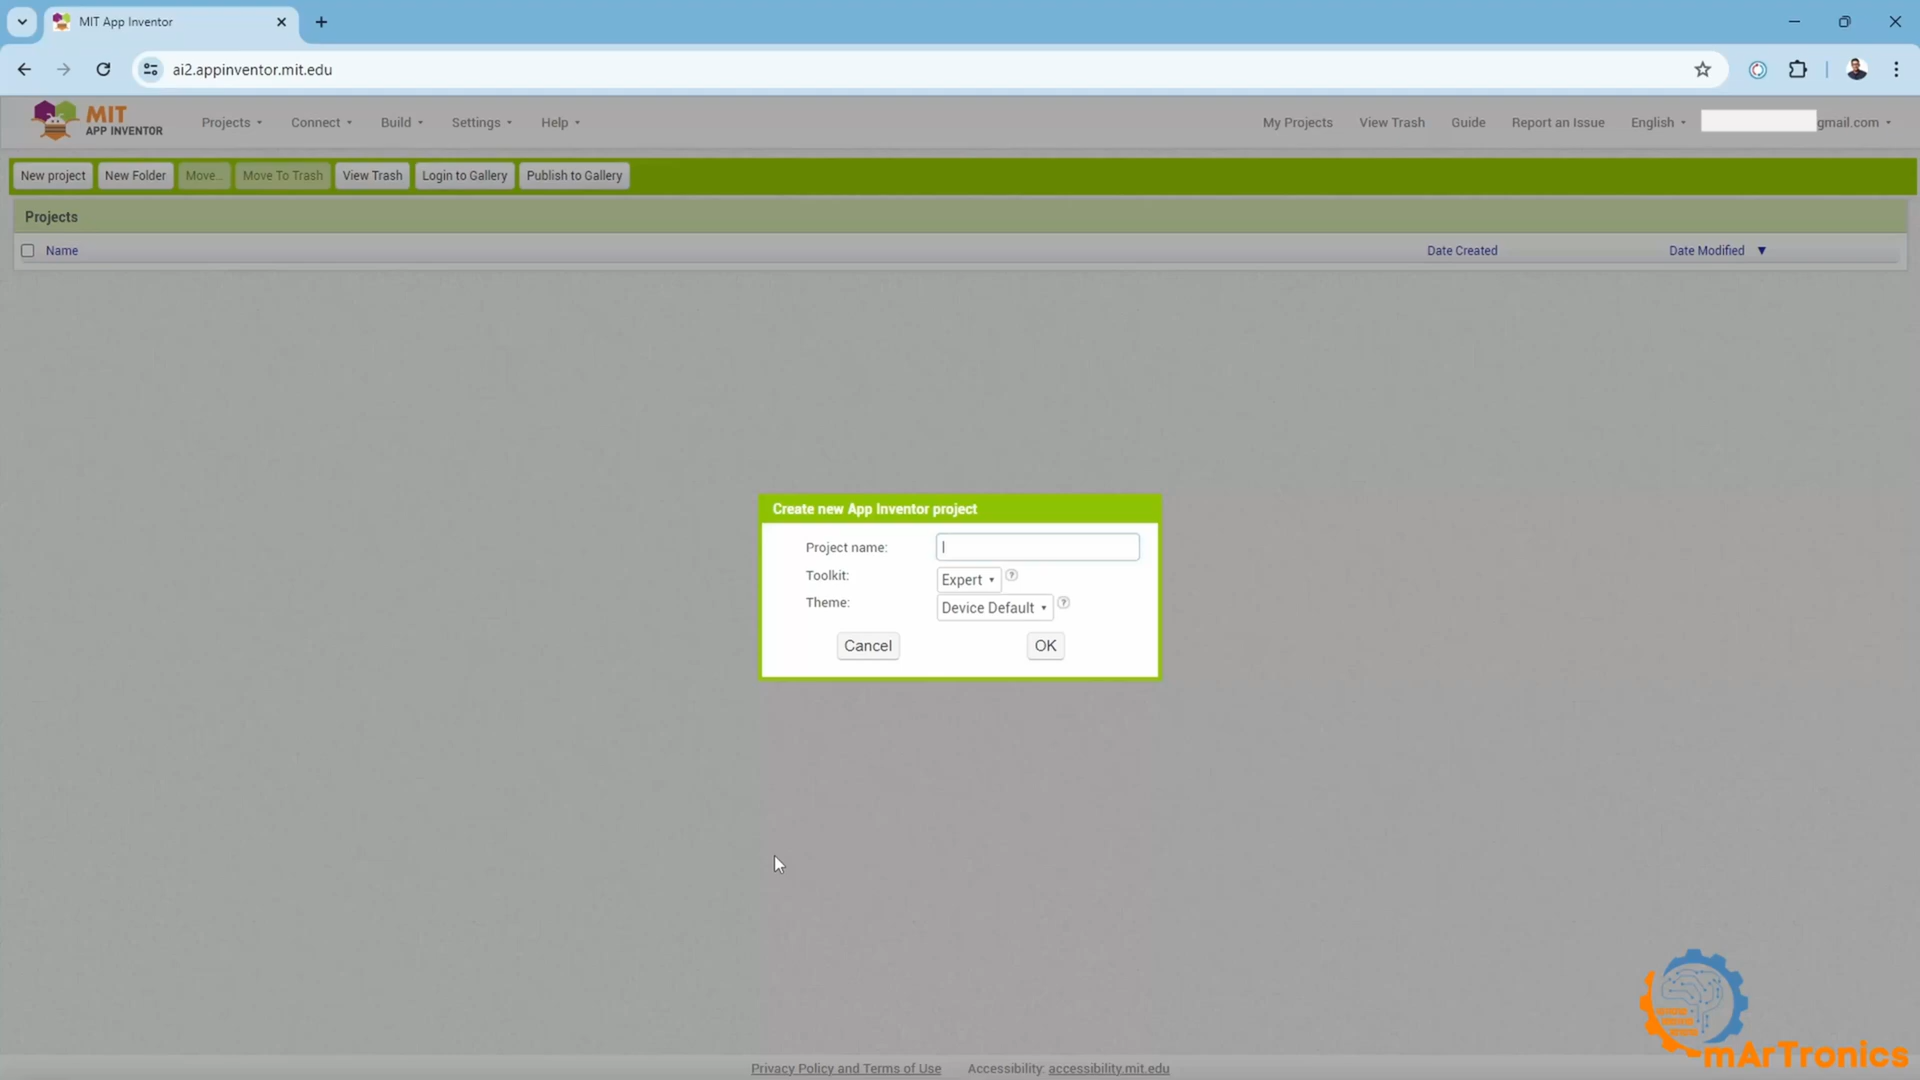 MIT App Inventor
ai2.appinventor.mit.edu
MIT
APP INVENTOR
Projects Connect Build Settings Help My Projects View Trash Guide Report an Issue English gmail.com
New project New Folder Move... Move To Trash View Trash Login to Gallery Publish to Gallery
Projects
Name Date Created Date Modified
Create new App Inventor project
Project name:
Toolkit: Expert
Theme: Device Default
Cancel OK
mArTronics
Privacy Policy and Terms of Use Accessibility: accessibility.mit.edu